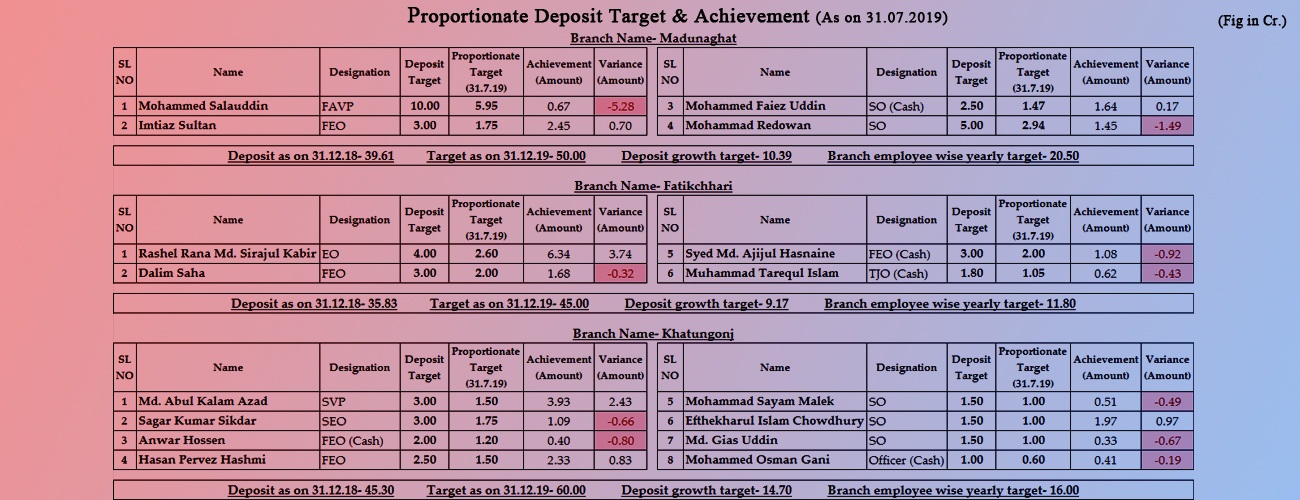 Proportionate Deposit Target & Achievement (As on 31.07.2019)
(Fig in Cr.)
Branch Name- Madunaghat
SL NO Name Designation Deposit Target Proportionate Target (31.7.19) Achievement (Amount) Variance (Amount) SL NO Name Designation Deposit Target Proportionate Target (31.7.19) Achievement (Amount) Variance (Amount)
1 Mohammed Salauddin FAVP 10.00 5.95 0.67 -5.28 3 Mohammed Faiez Uddin SO (Cash) 2.50 1.47 1.64 0.17
2 Imtiaz Sultan FEO 3.00 1.75 2.45 0.70 4 Mohammad Redowan SO 5.00 2.94 1.45 -1.49
Deposit as on 31.12.18- 39.61 Target as on 31.12.19- 50.00 Deposit growth target- 10.39 Branch employee wise yearly target- 20.50
Branch Name- Fatikchhari
SL NO Name Designation Deposit Target Proportionate Target (31.7.19) Achievement (Amount) Variance (Amount) SL NO Name Designation Deposit Target Proportionate Target (31.7.19) Achievement (Amount) Variance (Amount)
1 Rashel Rana Md. Sirajul Kabir EO 4.00 2.60 6.34 3.74 5 Syed Md. Ajijul Hasnaine FEO (Cash) 3.00 2.00 1.08 -0.92
2 Dalim Saha FEO 3.00 2.00 1.68 -0.32 6 Muhammad Tarequl Islam TJO (Cash) 1.80 1.05 0.62 -0.43
Deposit as on 31.12.18- 35.83 Target as on 31.12.19- 45.00 Deposit growth target- 9.17 Branch employee wise yearly target- 11.80
Branch Name- Khatungonj
SL NO Name Designation Deposit Target Proportionate Target (31.7.19) Achievement (Amount) Variance (Amount) SL NO Name Designation Deposit Target Proportionate Target (31.7.19) Achievement (Amount) Variance (Amount)
1 Md. Abul Kalam Azad SVP 3.00 1.50 3.93 2.43 5 Mohammad Sayam Malek SO 1.50 1.00 0.51 -0.49
2 Sagar Kumar Sikdar SEO 3.00 1.75 1.09 -0.66 6 Efthekharul Islam Chowdhury SO 1.50 1.00 1.97 0.97
3 Anwar Hossen FEO (Cash) 2.00 1.20 0.40 -0.80 7 Md. Gias Uddin SO 1.50 1.00 0.33 -0.67
4 Hasan Pervez Hashmi FEO 2.50 1.50 2.33 0.83 8 Mohammed Osman Gani Officer (Cash) 1.00 0.60 0.41 -0.19
Deposit as on 31.12.18- 45.30 Target as on 31.12.19- 60.00 Deposit growth target- 14.70 Branch employee wise yearly target- 16.00